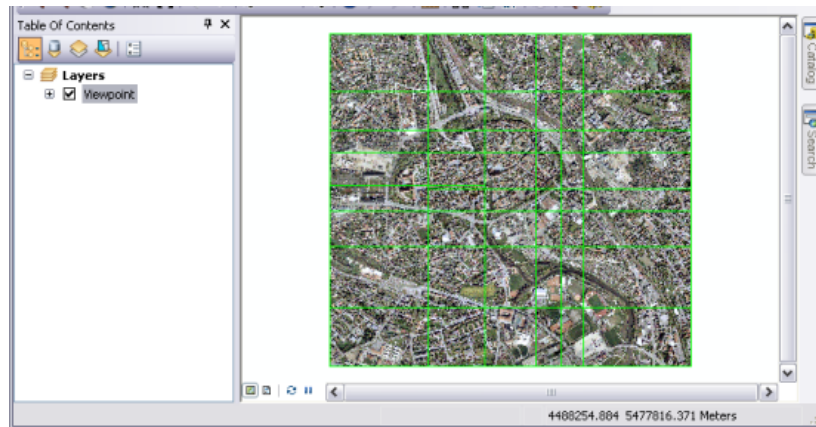 Table Of Contents
Layers
Viewpoint
Catalog
Search
4488254.884 5477816.371 Meters